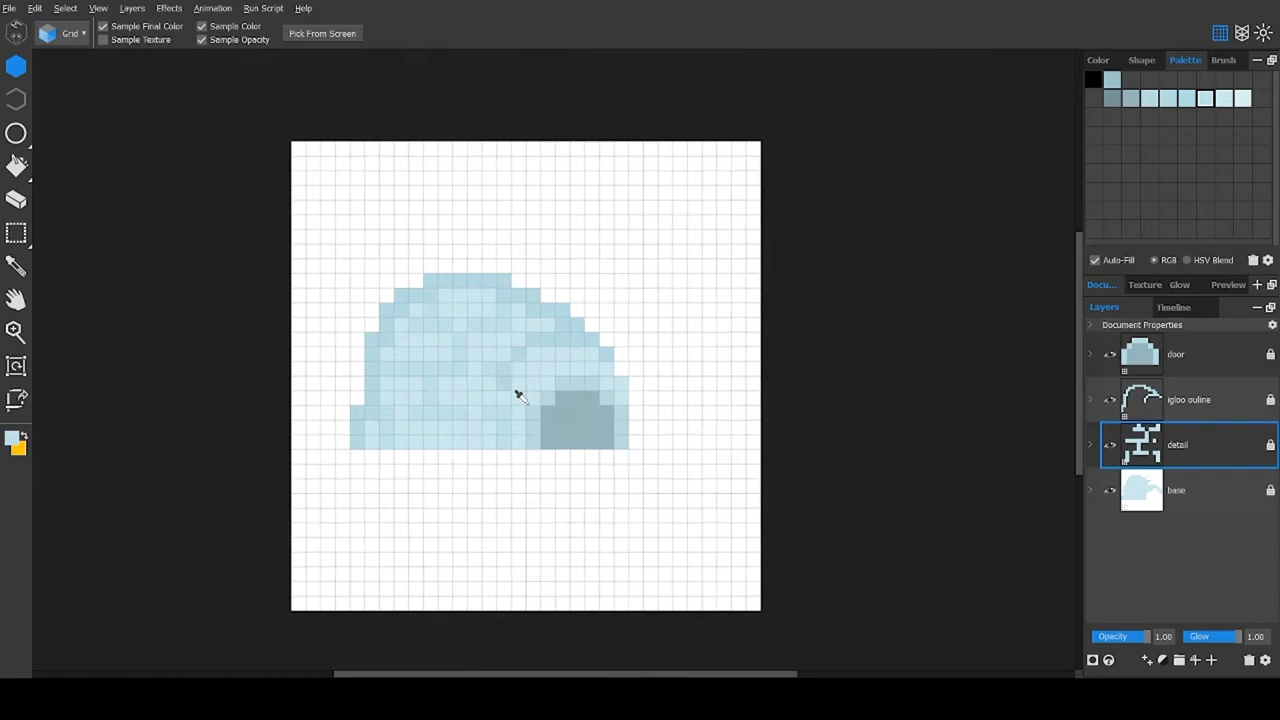 File Edit Select View Layers Effects Animation Run Script Help
Grid
Sample Final Color
Sample Texture
Sample Color
Sample Opacity
Pick From Screen
Color Shape Palette Brush
Auto-Fill RGB HSV Blend
Docu... Texture Glow Preview
Layers Timeline
Document Properties
door
igloo ouline
detail
base
Opacity 1.00 Glow 1.00